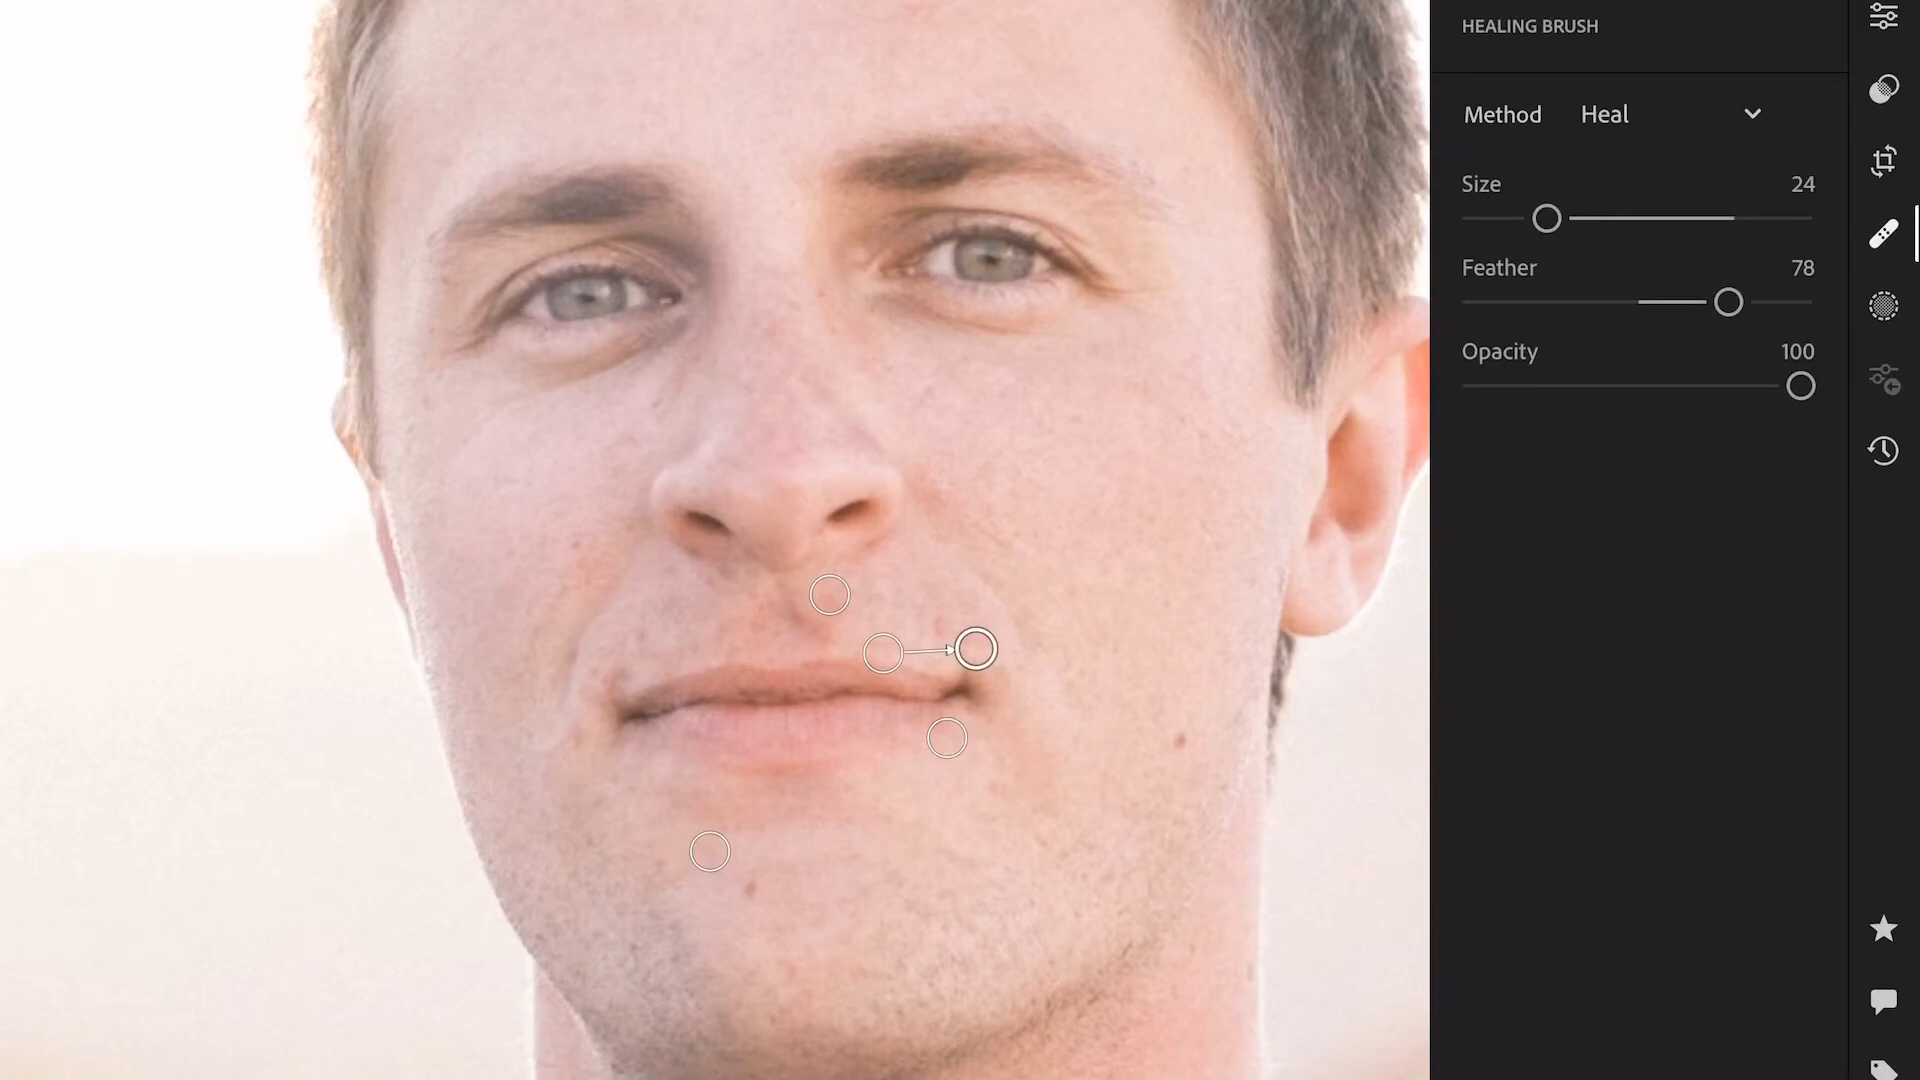 HEALING BRUSH
Method Heal
Size 24
Feather 78
Opacity 100